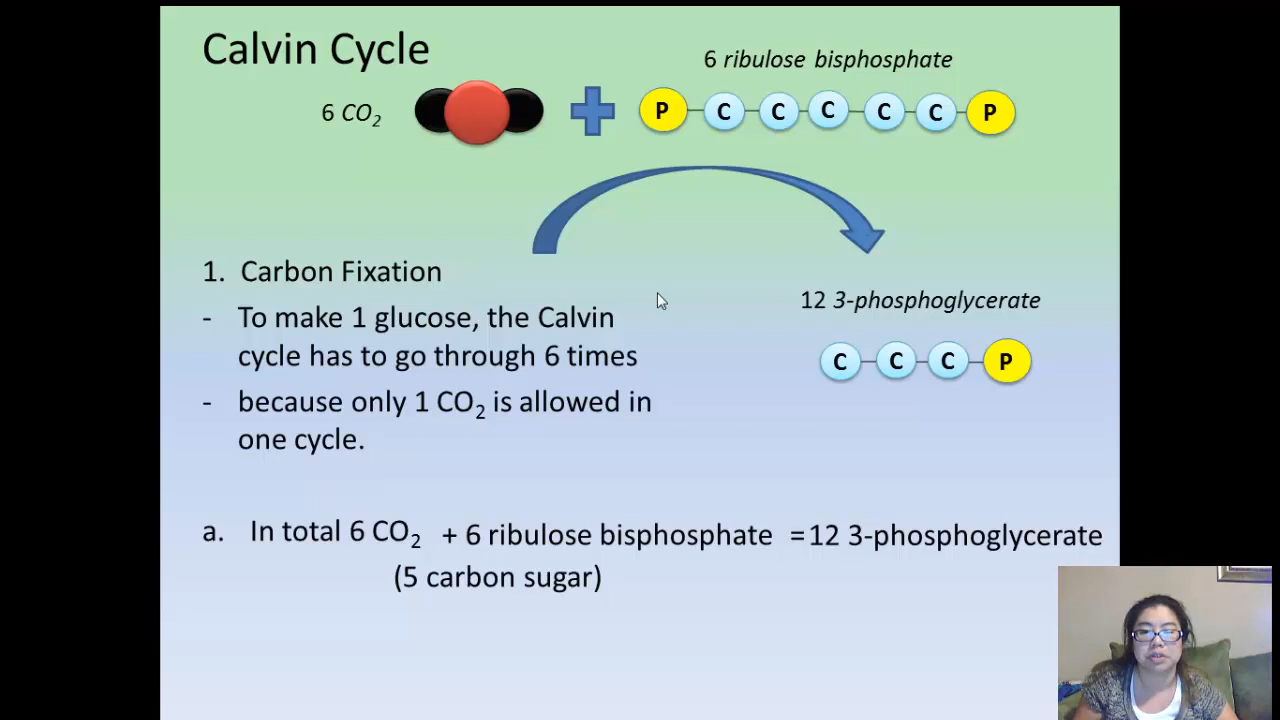 Calvin Cycle
6 ribulose bisphosphate
6 CO₂
P C C C C C P
1. Carbon Fixation
- To make 1 glucose, the Calvin
cycle has to go through 6 times
- because only 1 CO₂ is allowed in
one cycle.
12 3-phosphoglycerate
C C C P
a. In total 6 CO₂ + 6 ribulose bisphosphate = 12 3-phosphoglycerate
(5 carbon sugar)